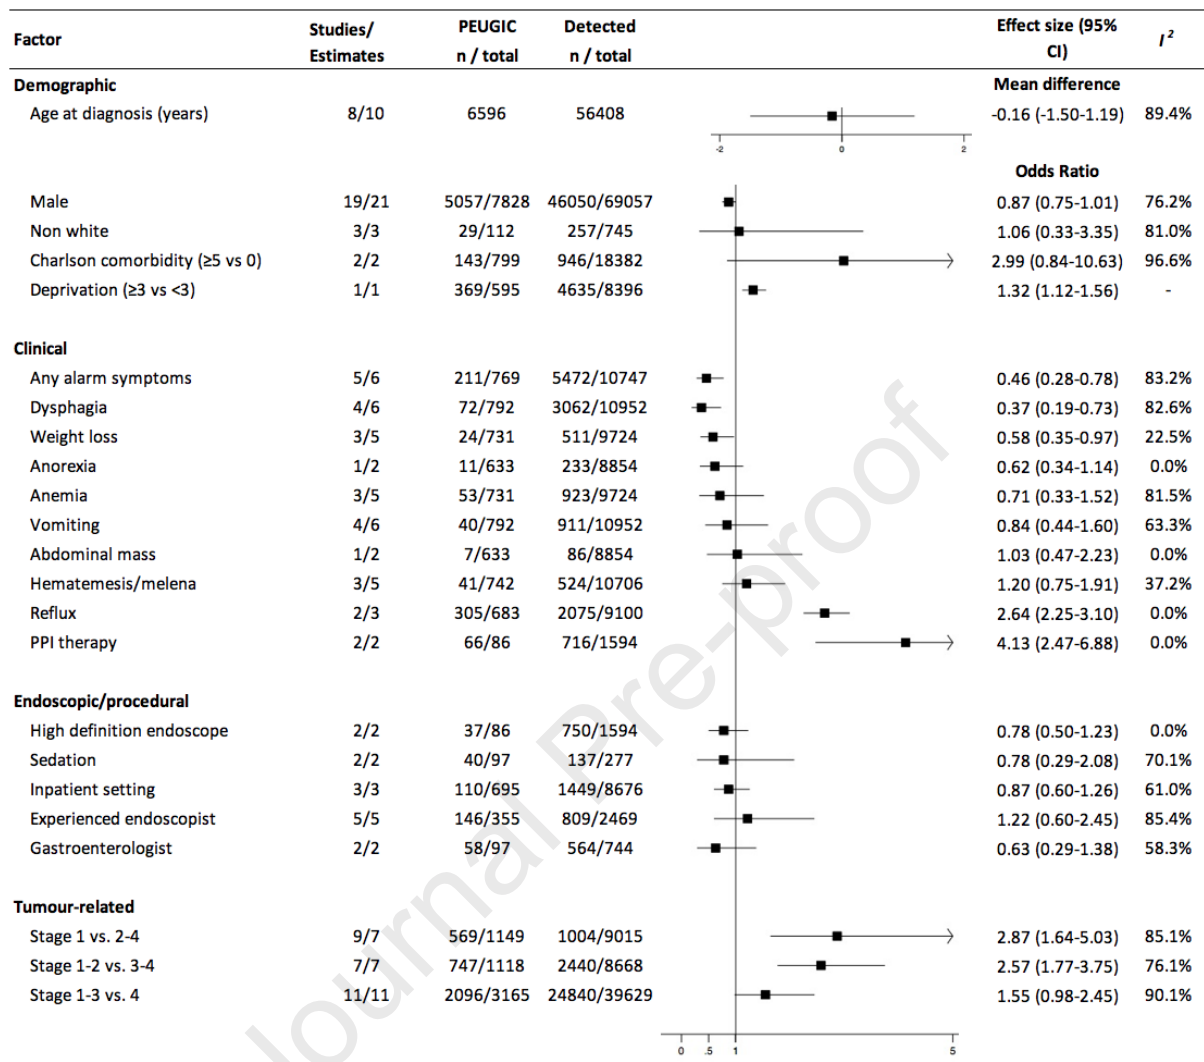 Factor Studies/ Estimates PEUGIC n / total Detected n / total Effect size (95% CI) I²
Demographic Mean difference
Age at diagnosis (years) 8/10 6596 56408 -0.16 (-1.50-1.19) 89.4%
-2 0 2
Odds Ratio
Male 19/21 5057/7828 46050/69057 0.87 (0.75-1.01) 76.2%
Non white 3/3 29/112 257/745 1.06 (0.33-3.35) 81.0%
Charlson comorbidity (≥5 vs 0) 2/2 143/799 946/18382 2.99 (0.84-10.63) 96.6%
Deprivation (≥3 vs <3) 1/1 369/595 4635/8396 1.32 (1.12-1.56) -
Clinical
Any alarm symptoms 5/6 211/769 5472/10747 0.46 (0.28-0.78) 83.2%
Dysphagia 4/6 72/792 3062/10952 0.37 (0.19-0.73) 82.6%
Weight loss 3/5 24/731 511/9724 0.58 (0.35-0.97) 22.5%
Anorexia 1/2 11/633 233/8854 0.62 (0.34-1.14) 0.0%
Anemia 3/5 53/731 923/9724 0.71 (0.33-1.52) 81.5%
Vomiting 4/6 40/792 911/10952 0.84 (0.44-1.60) 63.3%
Abdominal mass 1/2 7/633 86/8854 1.03 (0.47-2.23) 0.0%
Hematemesis/melena 3/5 41/742 524/10706 1.20 (0.75-1.91) 37.2%
Reflux 2/3 305/683 2075/9100 2.64 (2.25-3.10) 0.0%
PPI therapy 2/2 66/86 716/1594 4.13 (2.47-6.88) 0.0%
Endoscopic/procedural
High definition endoscope 2/2 37/86 750/1594 0.78 (0.50-1.23) 0.0%
Sedation 2/2 40/97 137/277 0.78 (0.29-2.08) 70.1%
Inpatient setting 3/3 110/695 1449/8676 0.87 (0.60-1.26) 61.0%
Experienced endoscopist 5/5 146/355 809/2469 1.22 (0.60-2.45) 85.4%
Gastroenterologist 2/2 58/97 564/744 0.63 (0.29-1.38) 58.3%
Tumour-related
Stage 1 vs. 2-4 9/7 569/1149 1004/9015 2.87 (1.64-5.03) 85.1%
Stage 1-2 vs. 3-4 7/7 747/1118 2440/8668 2.57 (1.77-3.75) 76.1%
Stage 1-3 vs. 4 11/11 2096/3165 24840/39629 1.55 (0.98-2.45) 90.1%
0 .5 1 5
Journal Pre-proof